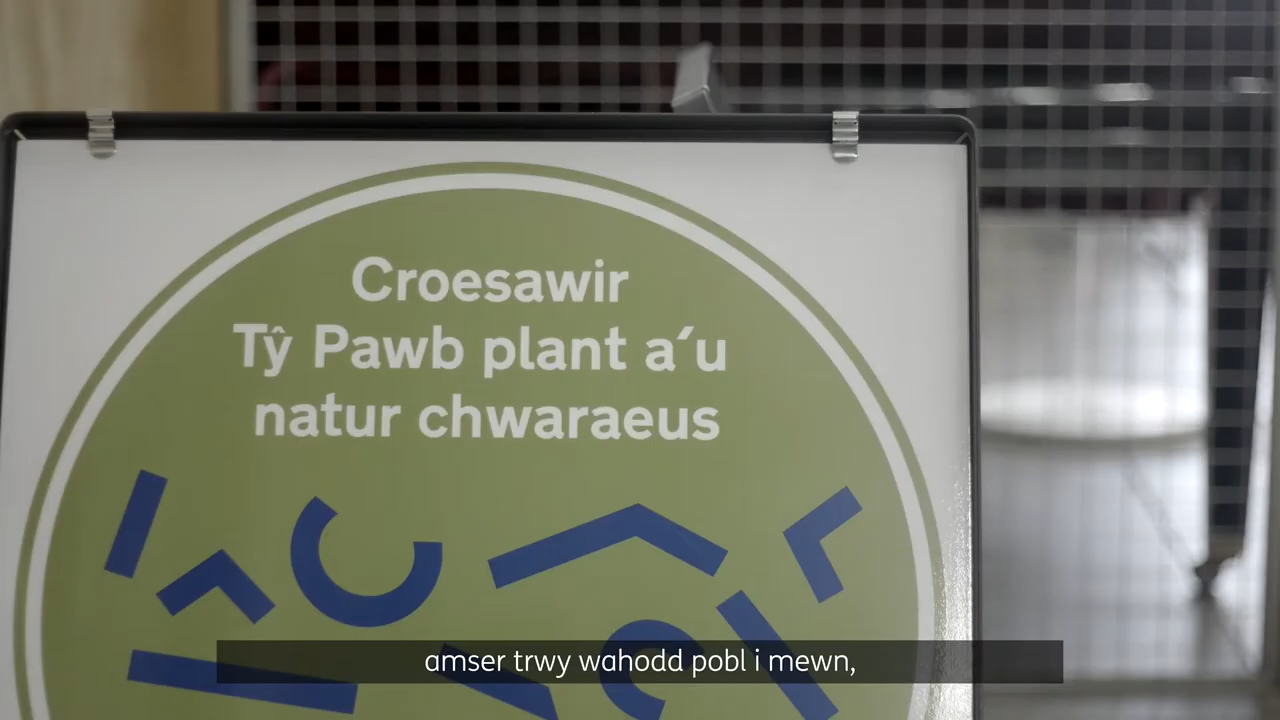 Croesawir
Tŷ Pawb plant a'u
natur chwaraeus
amser trwy wahodd pobl i mewn,